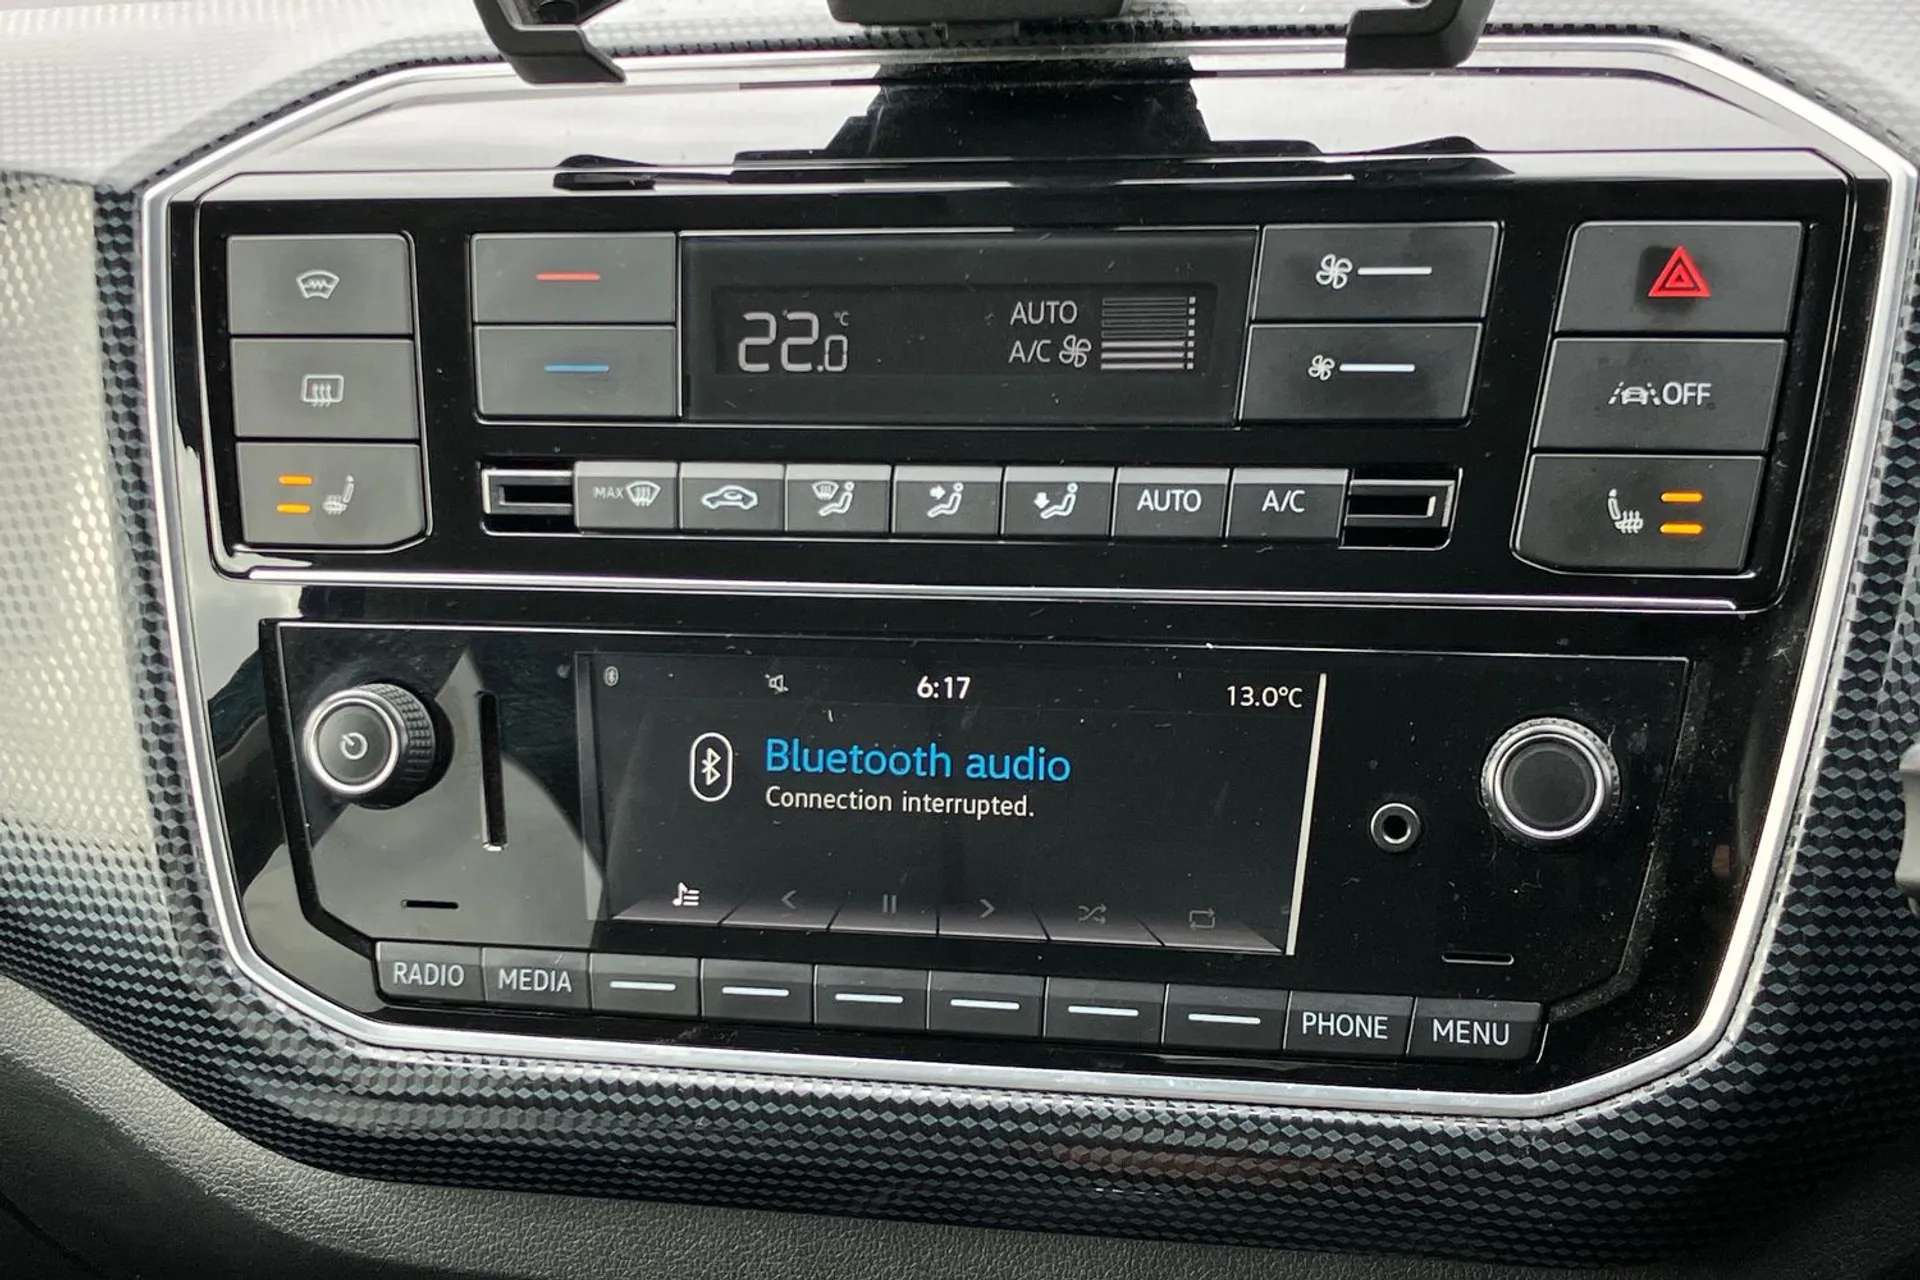 22.0 °C
AUTO
A/C
OFF
MAX
AUTO
A/C
6:17
13.0°C
Bluetooth audio
Connection interrupted.
RADIO
MEDIA
PHONE
MENU